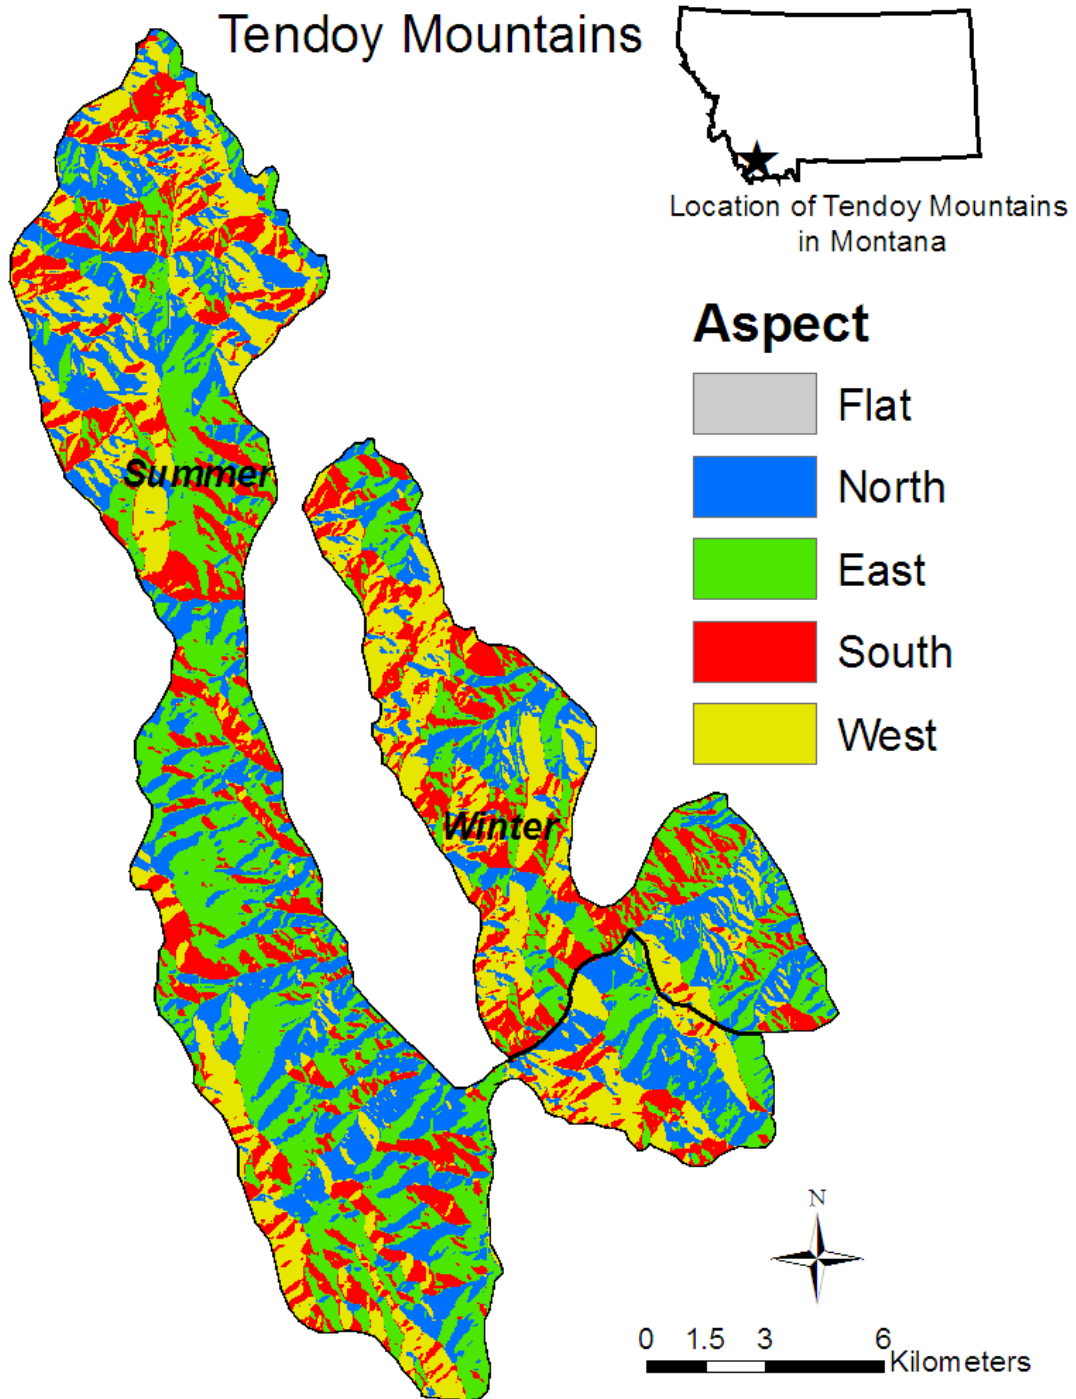 Tendoy Mountains
Location of Tendoy Mountains
in Montana
Aspect
Flat
North
East
South
West
Summer
Winter
N
0 1.5 3 6
Kilometers